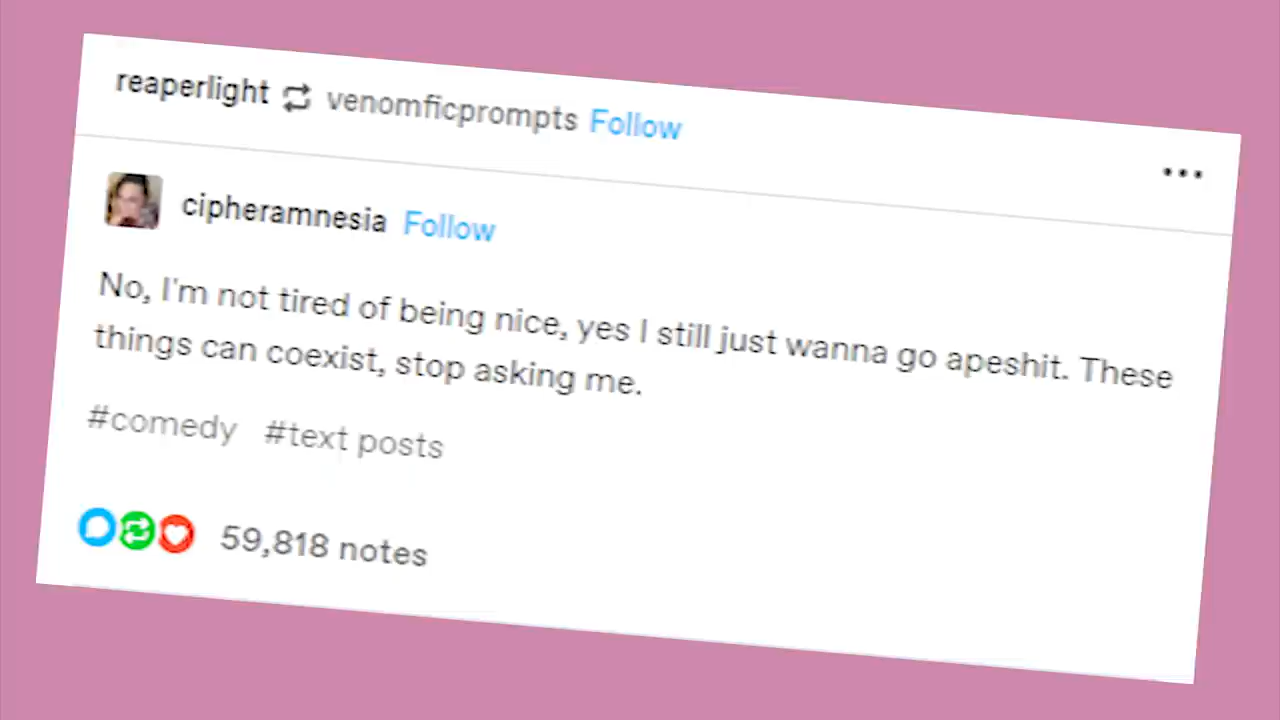 reaperlight venomficprompts Follow
cipheramnesia Follow
No, I'm not tired of being nice, yes I still just wanna go apeshit. These
things can coexist, stop asking me.
#comedy #text posts
59,818 notes